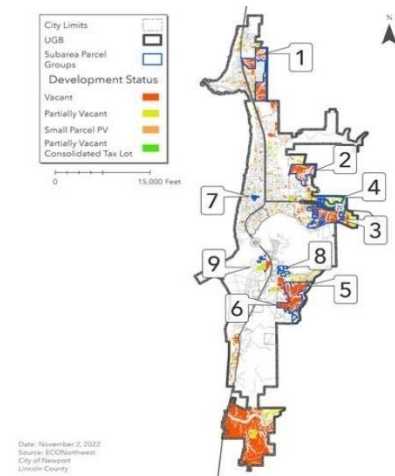 City Limits
UGB
Subarea Parcel
Groups
Development Status
Vacant
Partially Vacant
Small Parcel PV
Partially Vacant
Consolidated Tax Lot
0
15,000 Feet
N
1
2
4
7
3
8
9
5
6
Date: November 2, 2022
Source: ECONorthwest
City of Newport
Lincoln County